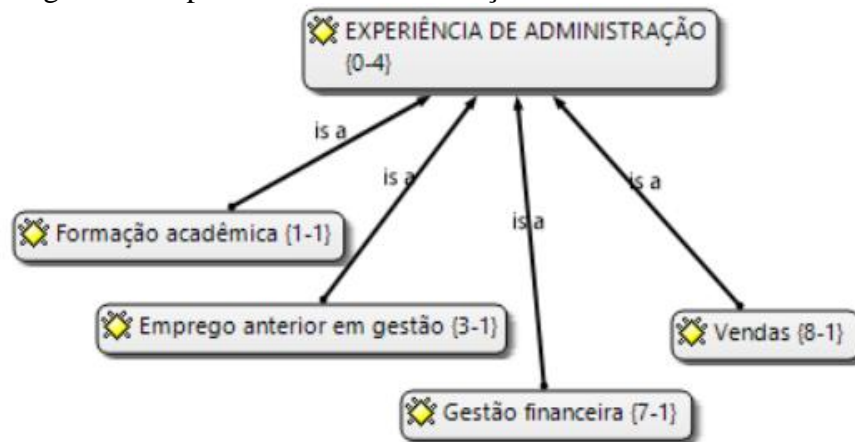 EXPERIÊNCIA DE ADMINISTRAÇÃO
{0-4}
is a
is a
is a
is a
Formação acadêmica {1-1}
Emprego anterior em gestão {3-1}
Vendas {8-1}
Gestão financeira {7-1}